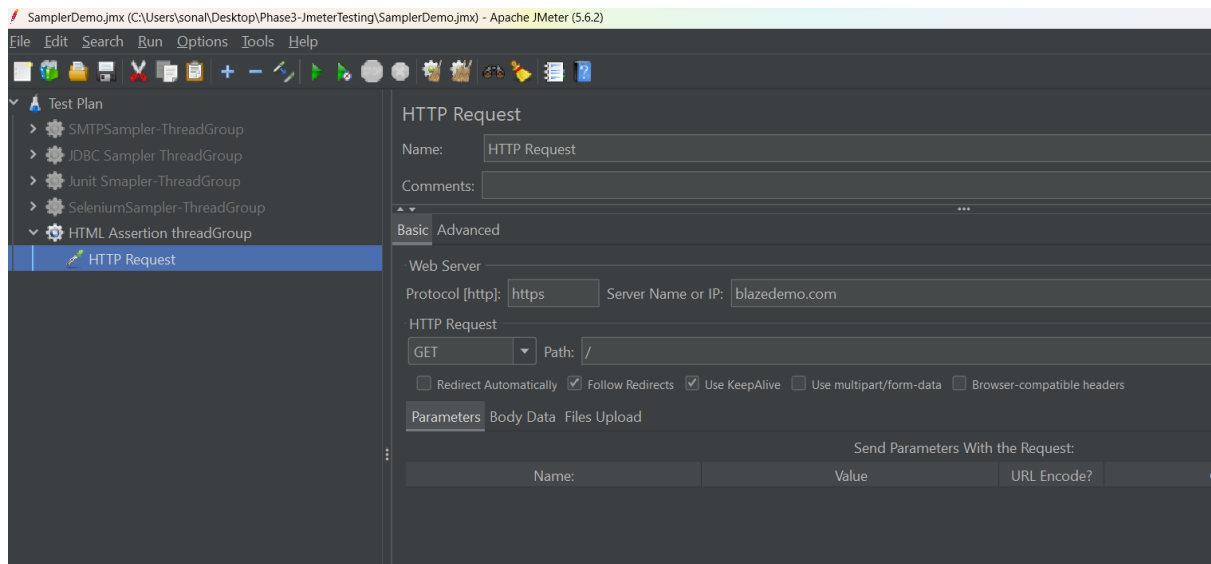 SamplerDemo.jmx (C:\Users\sonal\Desktop\Phase3-JmeterTesting\SamplerDemo.jmx) - Apache JMeter (5.6.2)
File Edit Search Run Options Tools Help
Test Plan
SMTPSampler-ThreadGroup
JDBC Sampler ThreadGroup
Junit Smapler-ThreadGroup
SeleniumSampler-ThreadGroup
HTML Assertion threadGroup
HTTP Request
HTTP Request
Name: HTTP Request
Comments:
Basic Advanced
Web Server
Protocol [http]: https Server Name or IP: blazedemo.com
HTTP Request
GET Path: /
Redirect Automatically Follow Redirects Use KeepAlive Use multipart/form-data Browser-compatible headers
Parameters Body Data Files Upload
Send Parameters With the Request:
Name: Value URL Encode?